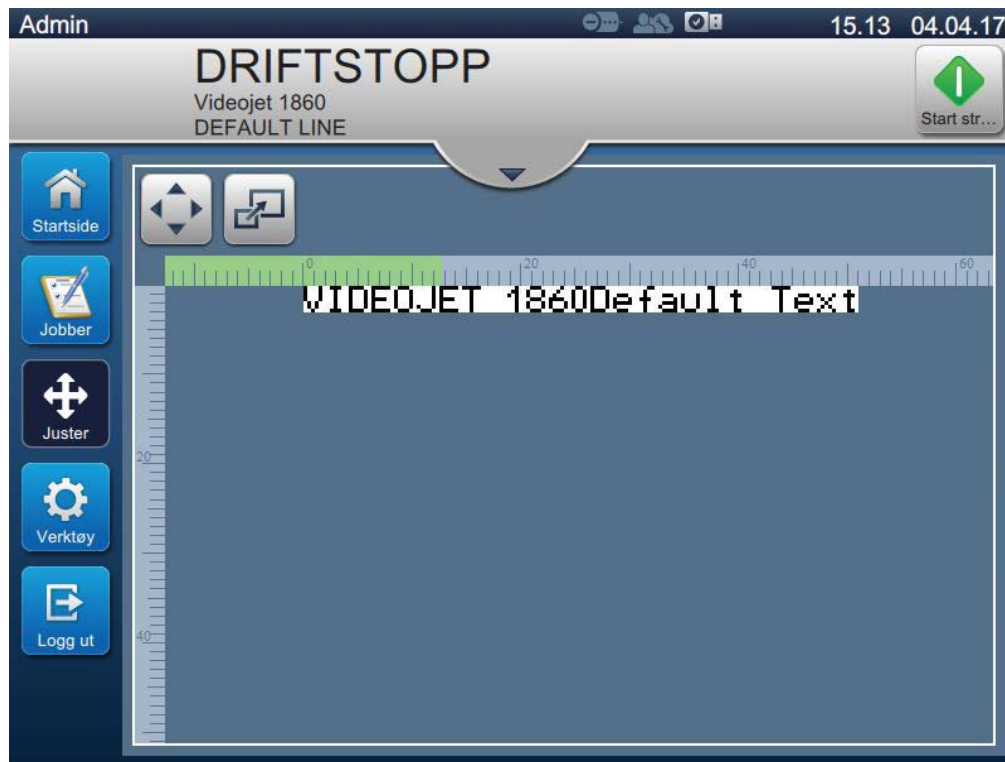 Admin 15.13 04.04.17
DRIFTSTOPP
Videojet 1860
DEFAULT LINE
Start str...
Startside
Jobber
Juster
Verktøy
Logg ut
0 20 40 60
VIDEOJET 1860Default Text
20
40